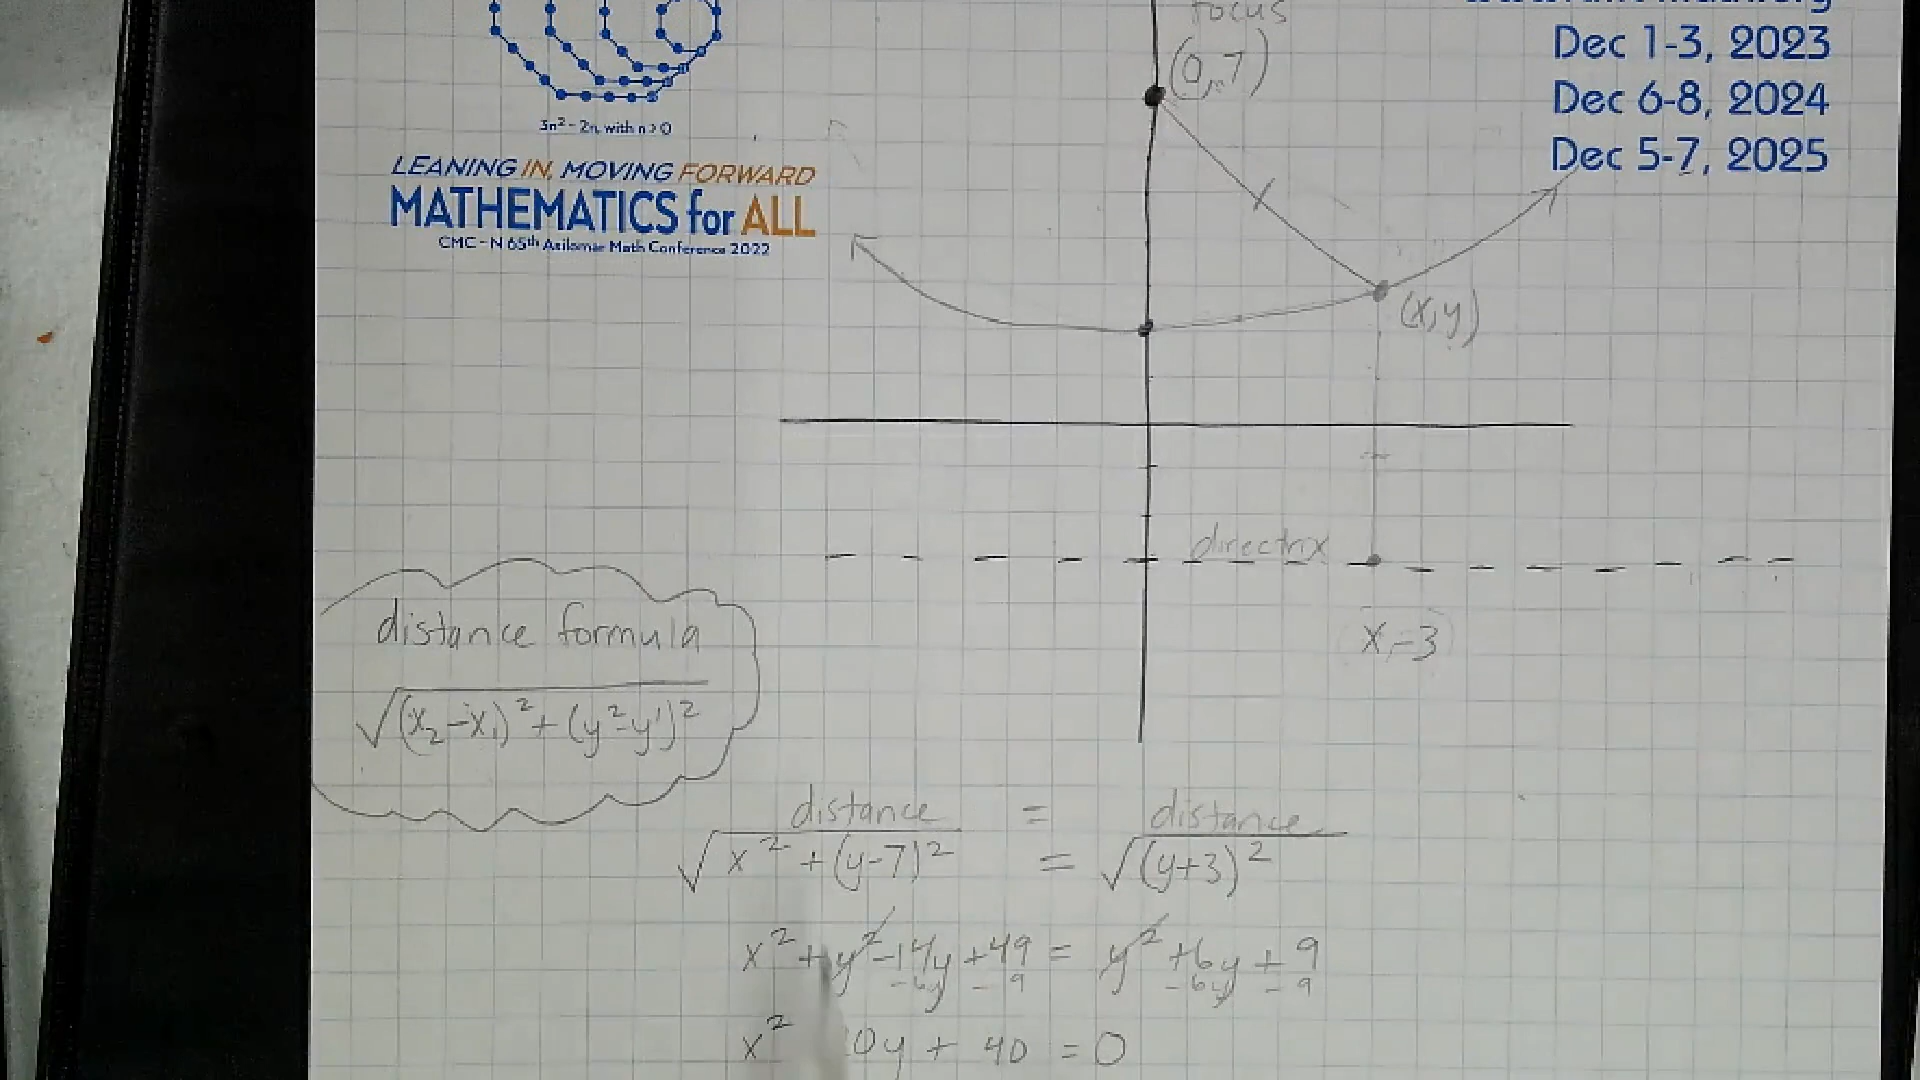 focus
(0, 7)
Dec 1-3, 2023
Dec 6-8, 2024
Dec 5-7, 2025
3n² - 2n, with n > 0
LEANING IN, MOVING FORWARD
MATHEMATICS for ALL
CMC - N 65th Asilomar Math Conference 2022
(x, y)
directrix
x, -3
distance formula
√(x₂-x₁)² + (y²-y¹)²
distance = distance
√x² + (y-7)² = √(y+3)²
x² + y² -14y + 49 = y² + 6y + 9
-6y - 9 -6y - 9
x² 0y + 40 = 0